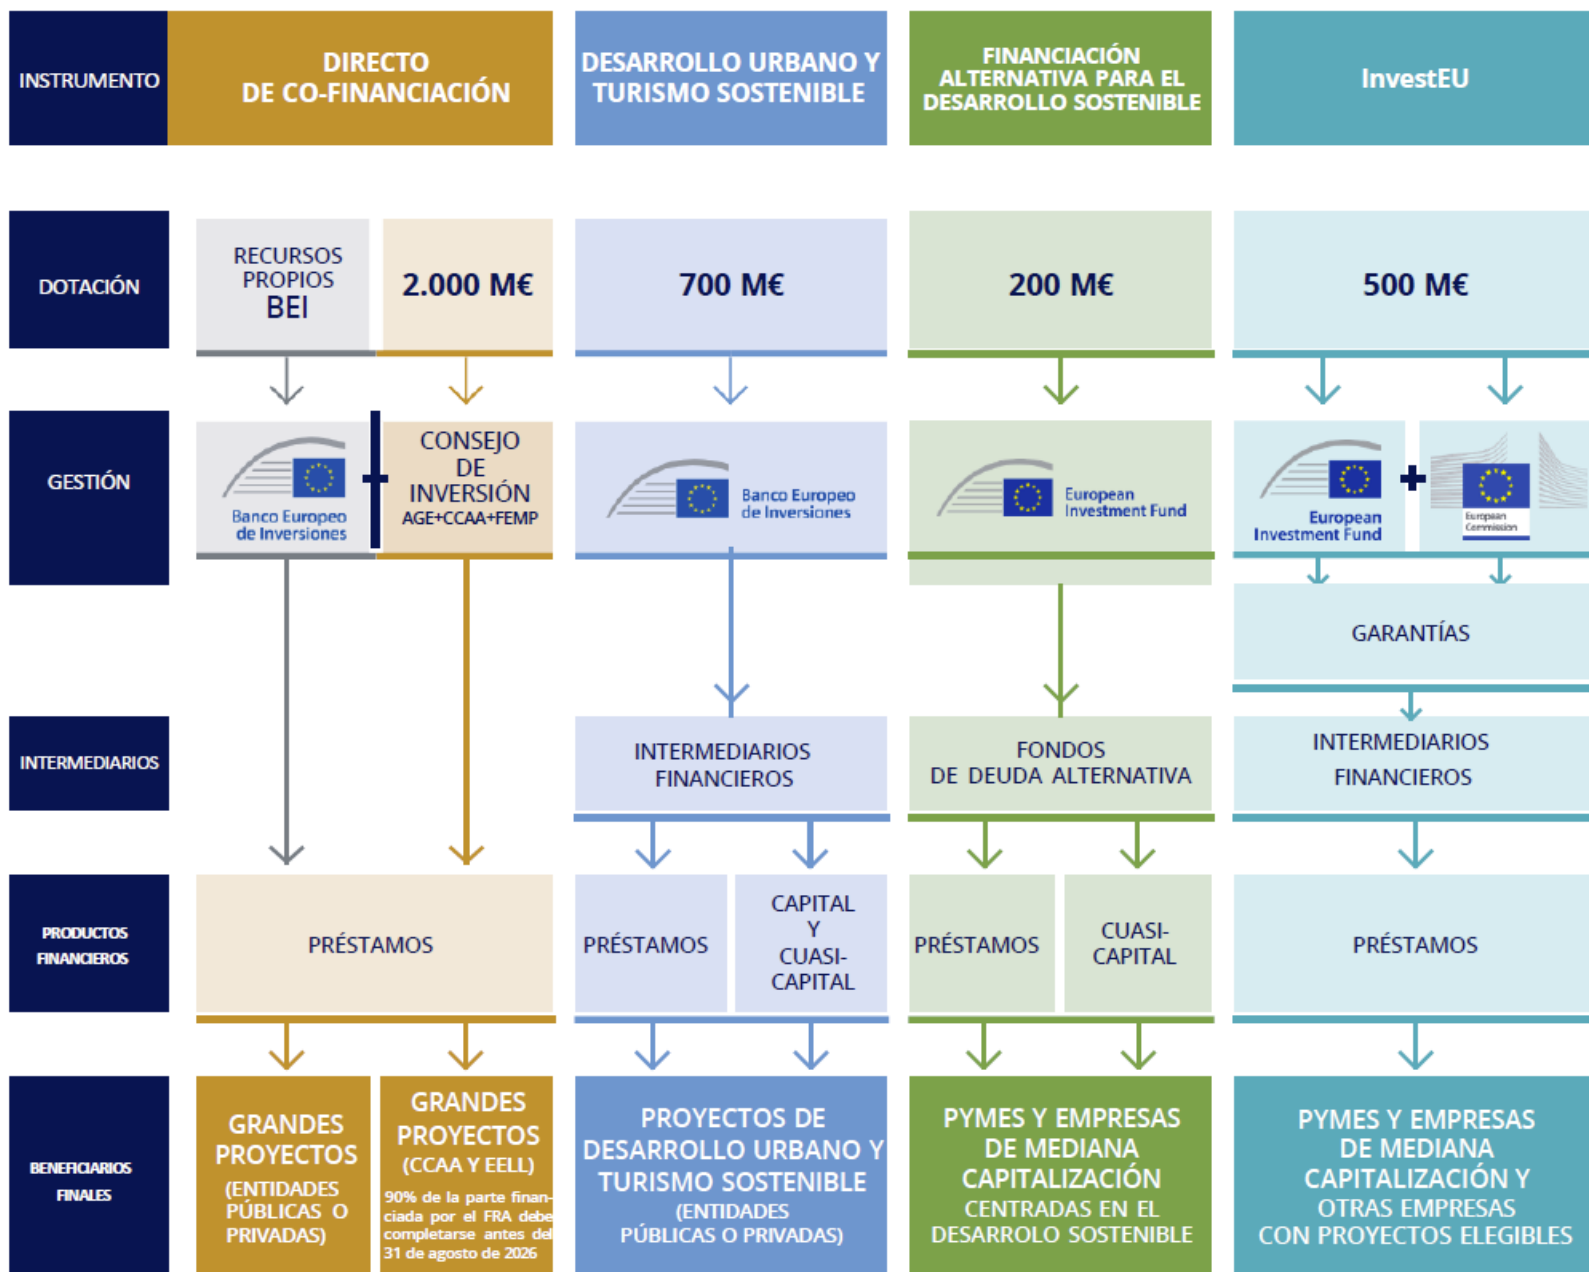 INSTRUMENTO
DIRECTO
DE CO-FINANCIACIÓN
DESARROLLO URBANO Y
TURISMO SOSTENIBLE
FINANCIACIÓN
ALTERNATIVA PARA EL
DESARROLLO SOSTENIBLE
InvestEU
DOTACIÓN
RECURSOS
PROPIOS
BEI
2.000 M€
700 M€
200 M€
500 M€
GESTIÓN
Banco Europeo
de Inversiones
+
CONSEJO
DE
INVERSIÓN
AGE+CCAA+FEMP
Banco Europeo
de Inversiones
European
Investment Fund
European
Investment Fund
+
European
Commission
GARANTÍAS
INTERMEDIARIOS
INTERMEDIARIOS
FINANCIEROS
FONDOS
DE DEUDA ALTERNATIVA
INTERMEDIARIOS
FINANCIEROS
PRODUCTOS
FINANCIEROS
PRÉSTAMOS
PRÉSTAMOS
CAPITAL
Y
CUASI-
CAPITAL
PRÉSTAMOS
CUASI-
CAPITAL
PRÉSTAMOS
BENEFICIARIOS
FINALES
GRANDES
PROYECTOS
(ENTIDADES
PÚBLICAS O
PRIVADAS)
GRANDES
PROYECTOS
(CCAA Y EELL)
90% de la parte finan-
ciada por el FRA debe
completarse antes del
31 de agosto de 2026
PROYECTOS DE
DESARROLLO URBANO Y
TURISMO SOSTENIBLE
(ENTIDADES
PÚBLICAS O PRIVADAS)
PYMES Y EMPRESAS
DE MEDIANA
CAPITALIZACIÓN
CENTRADAS EN EL
DESARROLO SOSTENIBLE
PYMES Y EMPRESAS
DE MEDIANA
CAPITALIZACIÓN Y
OTRAS EMPRESAS
CON PROYECTOS ELEGIBLES